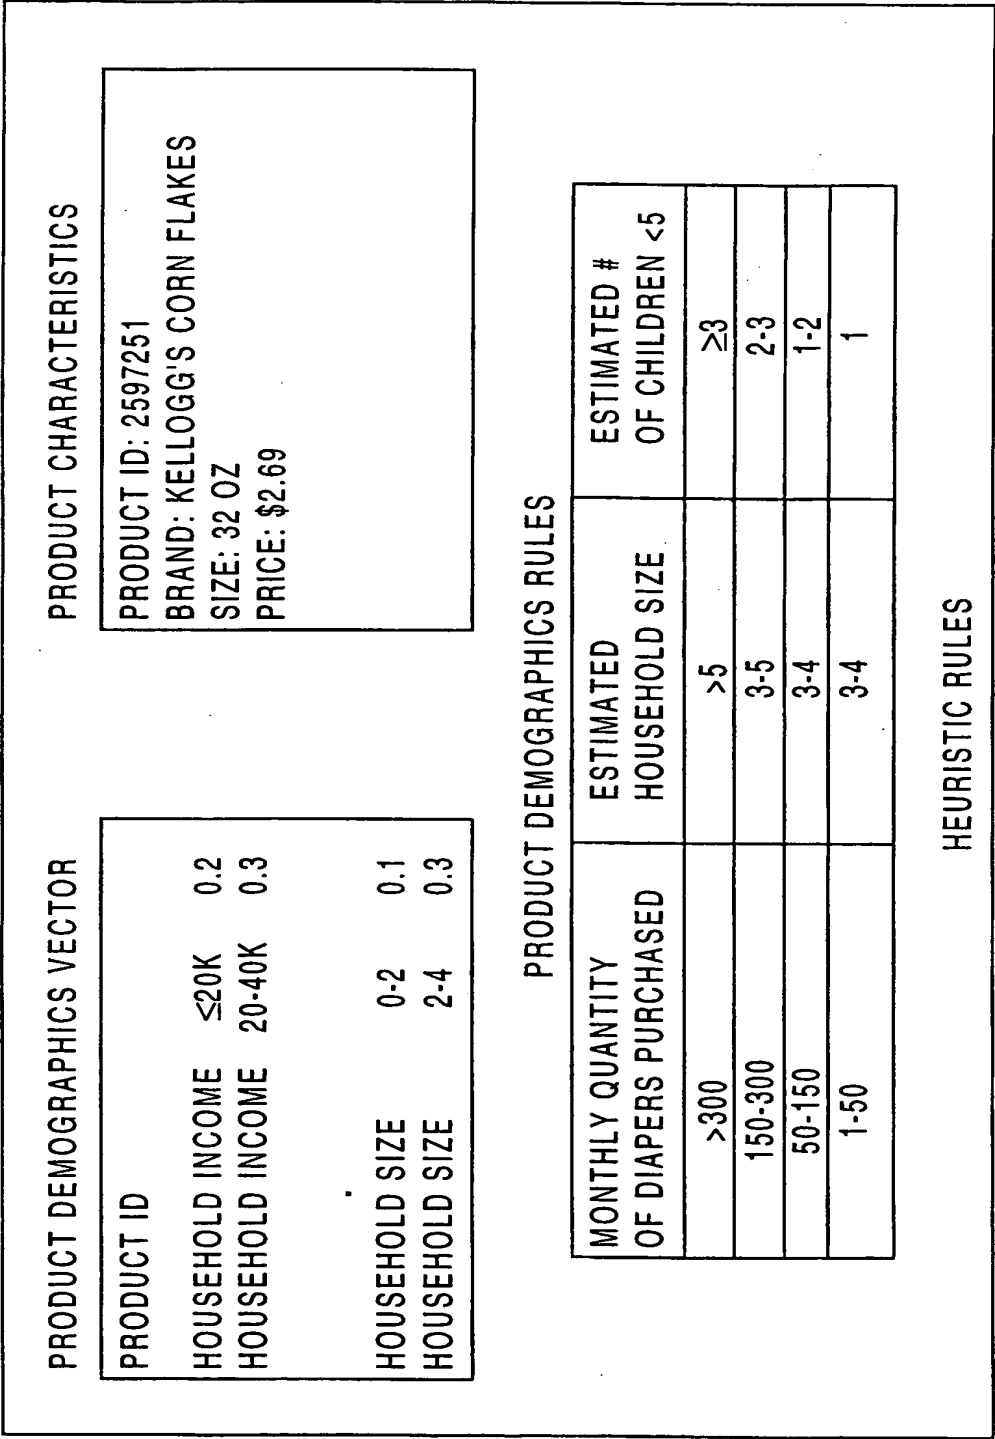 PRODUCT DEMOGRAPHICS VECTOR
PRODUCT ID
HOUSEHOLD INCOME ≤20K 0.2
HOUSEHOLD INCOME 20-40K 0.3
HOUSEHOLD SIZE 0-2 0.1
HOUSEHOLD SIZE 2-4 0.3
PRODUCT CHARACTERISTICS
PRODUCT ID: 2597251
BRAND: KELLOGG'S CORN FLAKES
SIZE: 32 OZ
PRICE: $2.69
PRODUCT DEMOGRAPHICS RULES
MONTHLY QUANTITY
OF DIAPERS PURCHASED
ESTIMATED
HOUSEHOLD SIZE
ESTIMATED #
OF CHILDREN <5
>300 >5 ≥3
150-300 3-5 2-3
50-150 3-4 1-2
1-50 3-4 1
HEURISTIC RULES